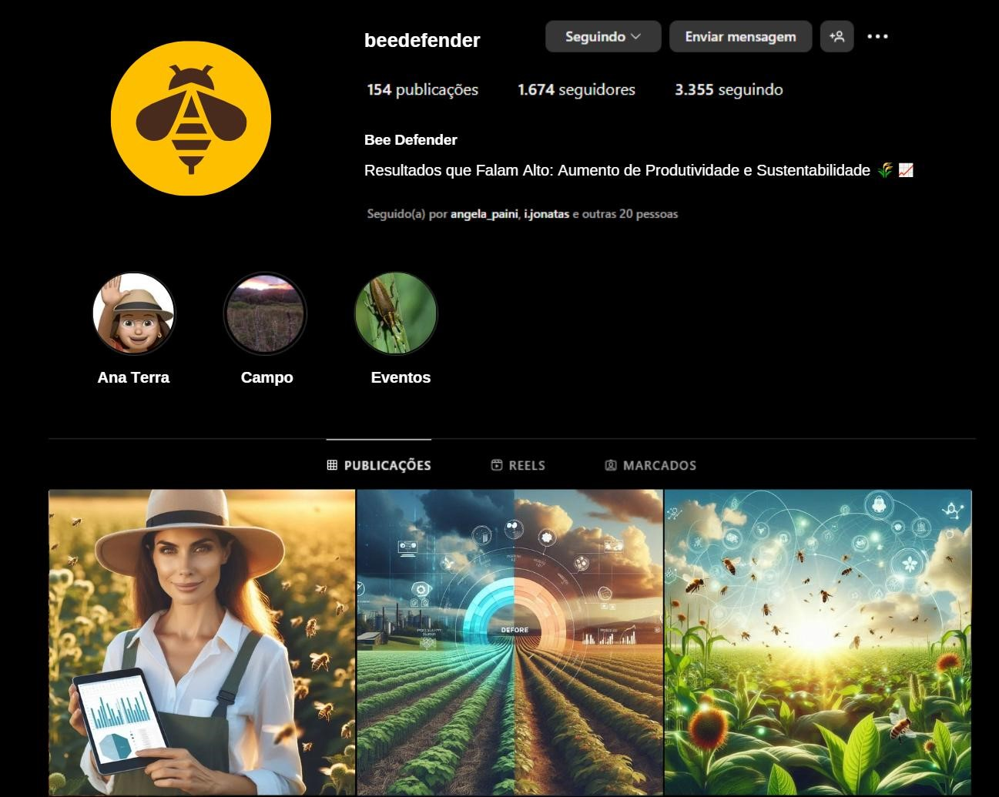 beedefender
Seguindo
Enviar mensagem
154 publicações
1.674 seguidores
3.355 seguindo
Bee Defender
Resultados que Falam Alto: Aumento de Produtividade e Sustentabilidade 🌾 📈
Seguido(a) por angela_paini, i.jonatas e outras 20 pessoas
Ana Terra
Campo
Eventos
PUBLICAÇÕES
REELS
MARCADOS
DEFORE